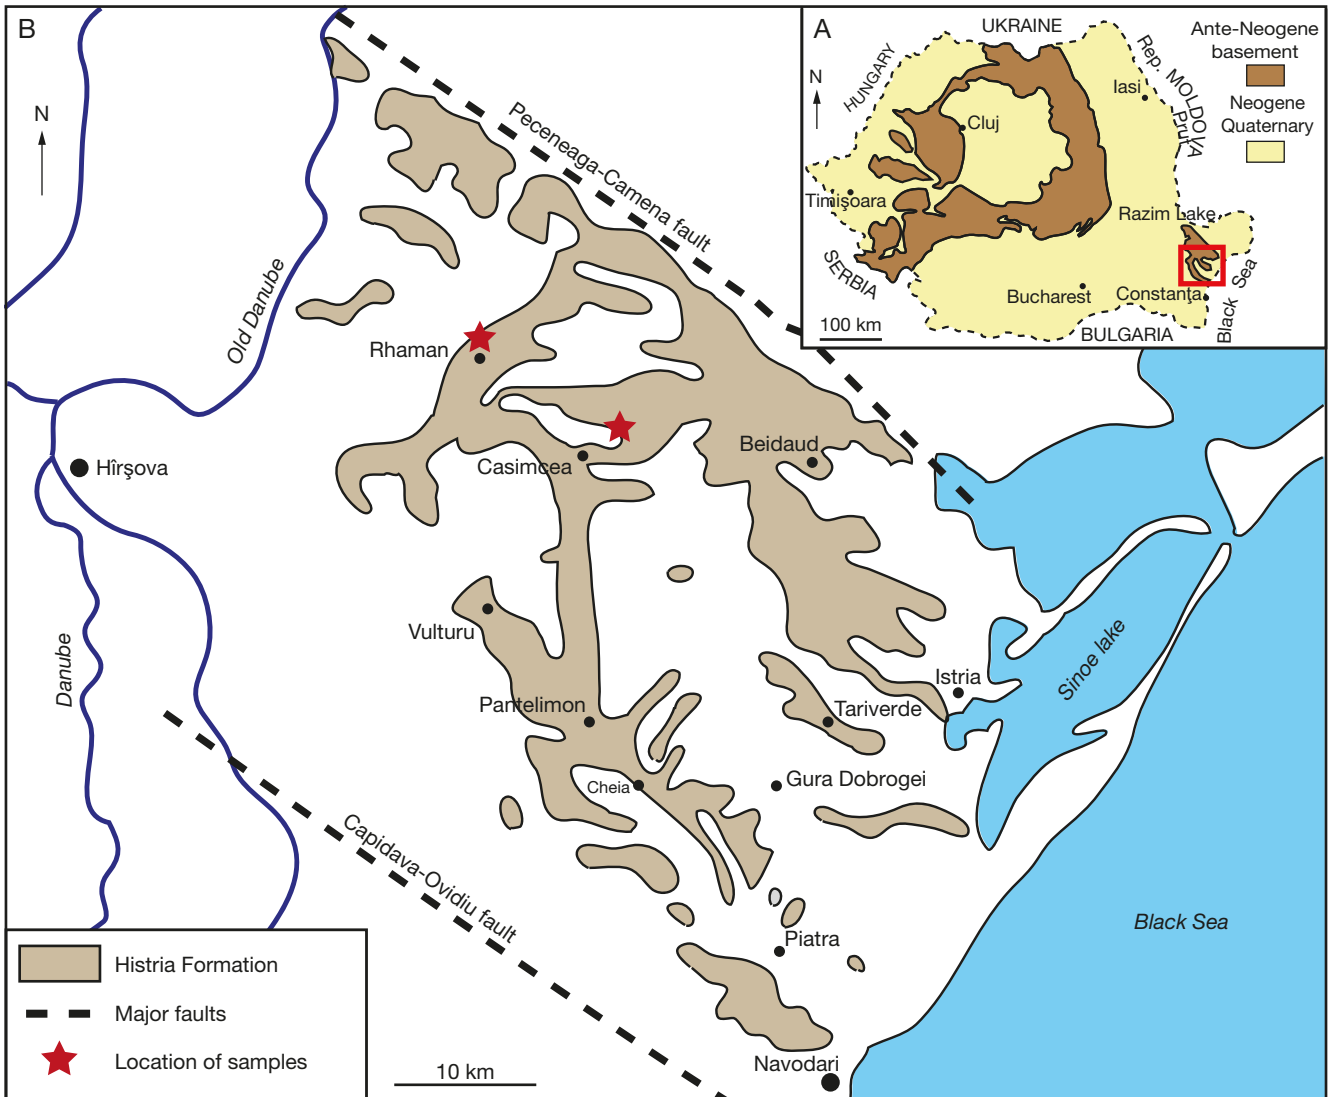 B
N
Peceneaga-Camena fault
Old Danube
Rhaman
Hîrşova
Casimcea
Beidaud
Vulturu
Danube
Pantelimon
Istria
Tariverde
Sinoe lake
Cheia
Gura Dobrogei
Capidava-Ovidiu fault
Piatra
Black Sea
Navodari
Histria Formation
Major faults
Location of samples
10 km
A
N
UKRAINE
HUNGARY
Rep. MOLDOVA
Prut
Iasi
Cluj
Timişoara
SERBIA
Razim Lake
Bucharest
Constanţa
Black Sea
BULGARIA
100 km
Ante-Neogene
basement
Neogene
Quaternary